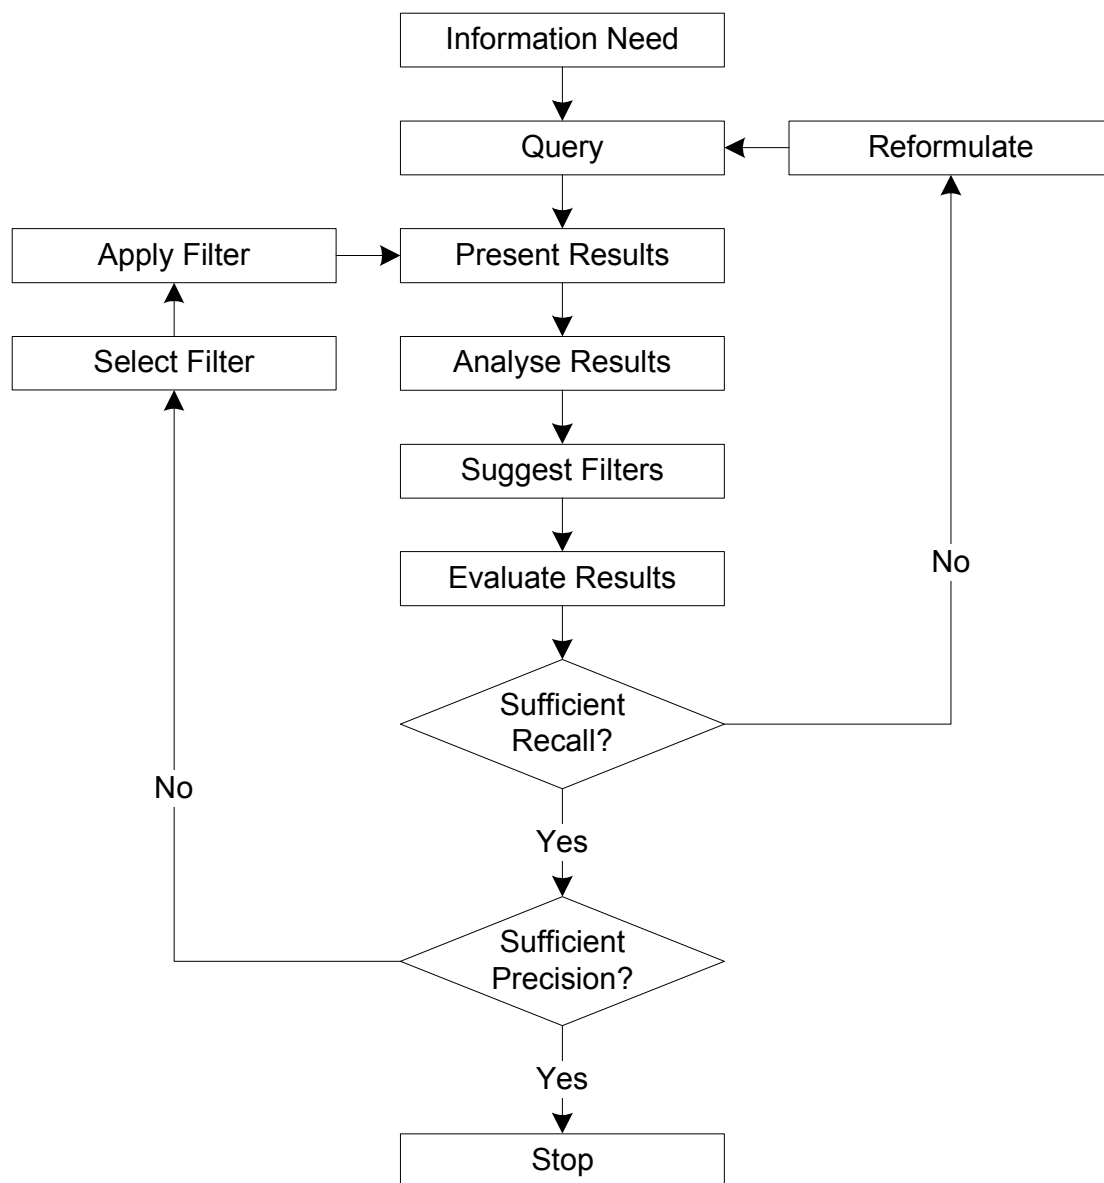 Information Need
Query
Reformulate
Apply Filter
Present Results
Select Filter
Analyse Results
Suggest Filters
Evaluate Results
No
Sufficient
Recall?
No
Yes
Sufficient
Precision?
Yes
Stop